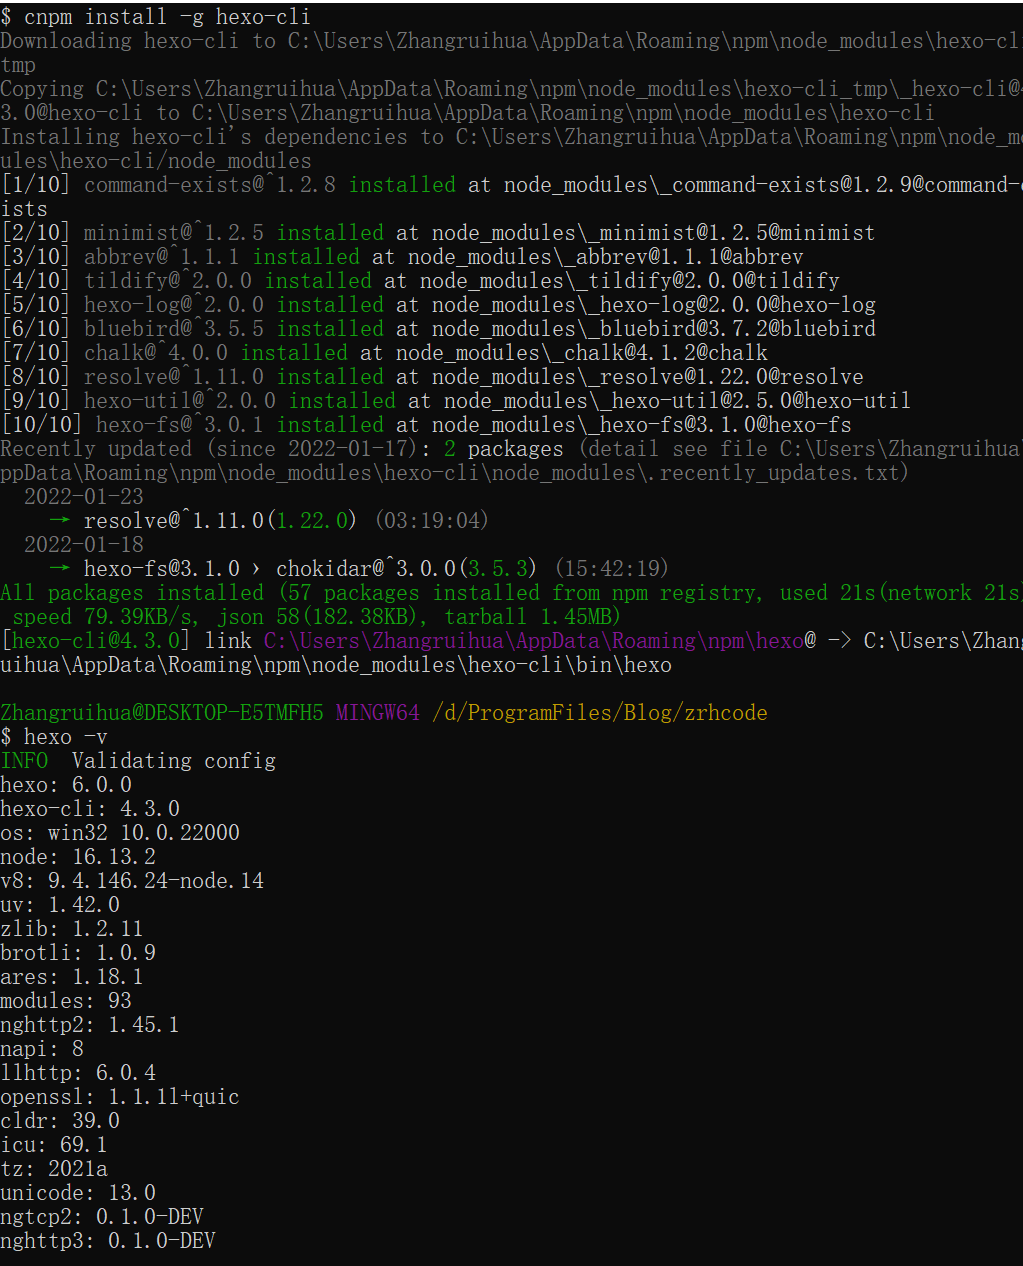 $ cnpm install -g hexo-cli
Downloading hexo-cli to C:\Users\Zhangruihua\AppData\Roaming\npm\node_modules\hexo-cli
tmp
Copying C:\Users\Zhangruihua\AppData\Roaming\npm\node_modules\hexo-cli_tmp\_hexo-cli@4
3.0@hexo-cli to C:\Users\Zhangruihua\AppData\Roaming\npm\node_modules\hexo-cli
Installing hexo-cli's dependencies to C:\Users\Zhangruihua\AppData\Roaming\npm\node_m
ules\hexo-cli/node_modules
[1/10] command-exists@^1.2.8 installed at node_modules\_command-exists@1.2.9@command-e
ists
[2/10] minimist@^1.2.5 installed at node_modules\_minimist@1.2.5@minimist
[3/10] abbrev@^1.1.1 installed at node_modules\_abbrev@1.1.1@abbrev
[4/10] tildify@^2.0.0 installed at node_modules\_tildify@2.0.0@tildify
[5/10] hexo-log@^2.0.0 installed at node_modules\_hexo-log@2.0.0@hexo-log
[6/10] bluebird@^3.5.5 installed at node_modules\_bluebird@3.7.2@bluebird
[7/10] chalk@^4.0.0 installed at node_modules\_chalk@4.1.2@chalk
[8/10] resolve@^1.11.0 installed at node_modules\_resolve@1.22.0@resolve
[9/10] hexo-util@^2.0.0 installed at node_modules\_hexo-util@2.5.0@hexo-util
[10/10] hexo-fs@^3.0.1 installed at node_modules\_hexo-fs@3.1.0@hexo-fs
Recently updated (since 2022-01-17): 2 packages (detail see file C:\Users\Zhangruihua\
ppData\Roaming\npm\node_modules\hexo-cli\node_modules\.recently_updates.txt)
2022-01-23
→ resolve@^1.11.0(1.22.0) (03:19:04)
2022-01-18
→ hexo-fs@3.1.0 › chokidar@^3.0.0(3.5.3) (15:42:19)
All packages installed (57 packages installed from npm registry, used 21s(network 21s)
speed 79.39KB/s, json 58(182.38KB), tarball 1.45MB)
[hexo-cli@4.3.0] link C:\Users\Zhangruihua\AppData\Roaming\npm\hexo@ -> C:\Users\Zhang
uihua\AppData\Roaming\npm\node_modules\hexo-cli\bin\hexo
Zhangruihua@DESKTOP-E5TMFH5 MINGW64 /d/ProgramFiles/Blog/zrhcode
$ hexo -v
INFO  Validating config
hexo: 6.0.0
hexo-cli: 4.3.0
os: win32 10.0.22000
node: 16.13.2
v8: 9.4.146.24-node.14
uv: 1.42.0
zlib: 1.2.11
brotli: 1.0.9
ares: 1.18.1
modules: 93
nghttp2: 1.45.1
napi: 8
llhttp: 6.0.4
openssl: 1.1.1l+quic
cldr: 39.0
icu: 69.1
tz: 2021a
unicode: 13.0
ngtcp2: 0.1.0-DEV
nghttp3: 0.1.0-DEV